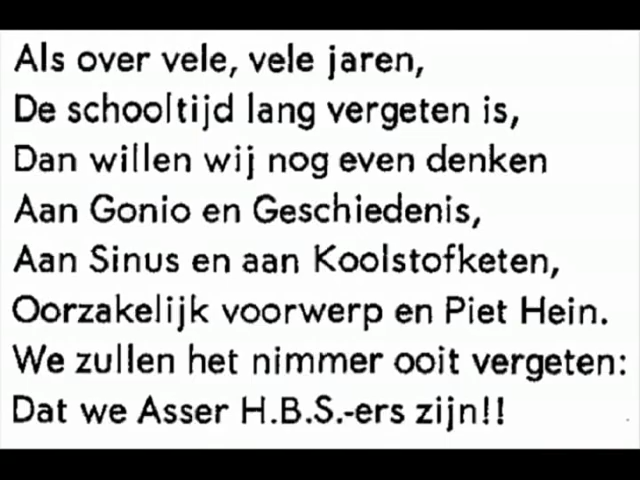 Als over vele, vele jaren,
De schooltijd lang vergeten is,
Dan willen wij nog even denken
Aan Gonio en Geschiedenis,
Aan Sinus en aan Koolstofketen,
Oorzakelijk voorwerp en Piet Hein.
We zullen het nimmer ooit vergeten:
Dat we Asser H.B.S.-ers zijn!!